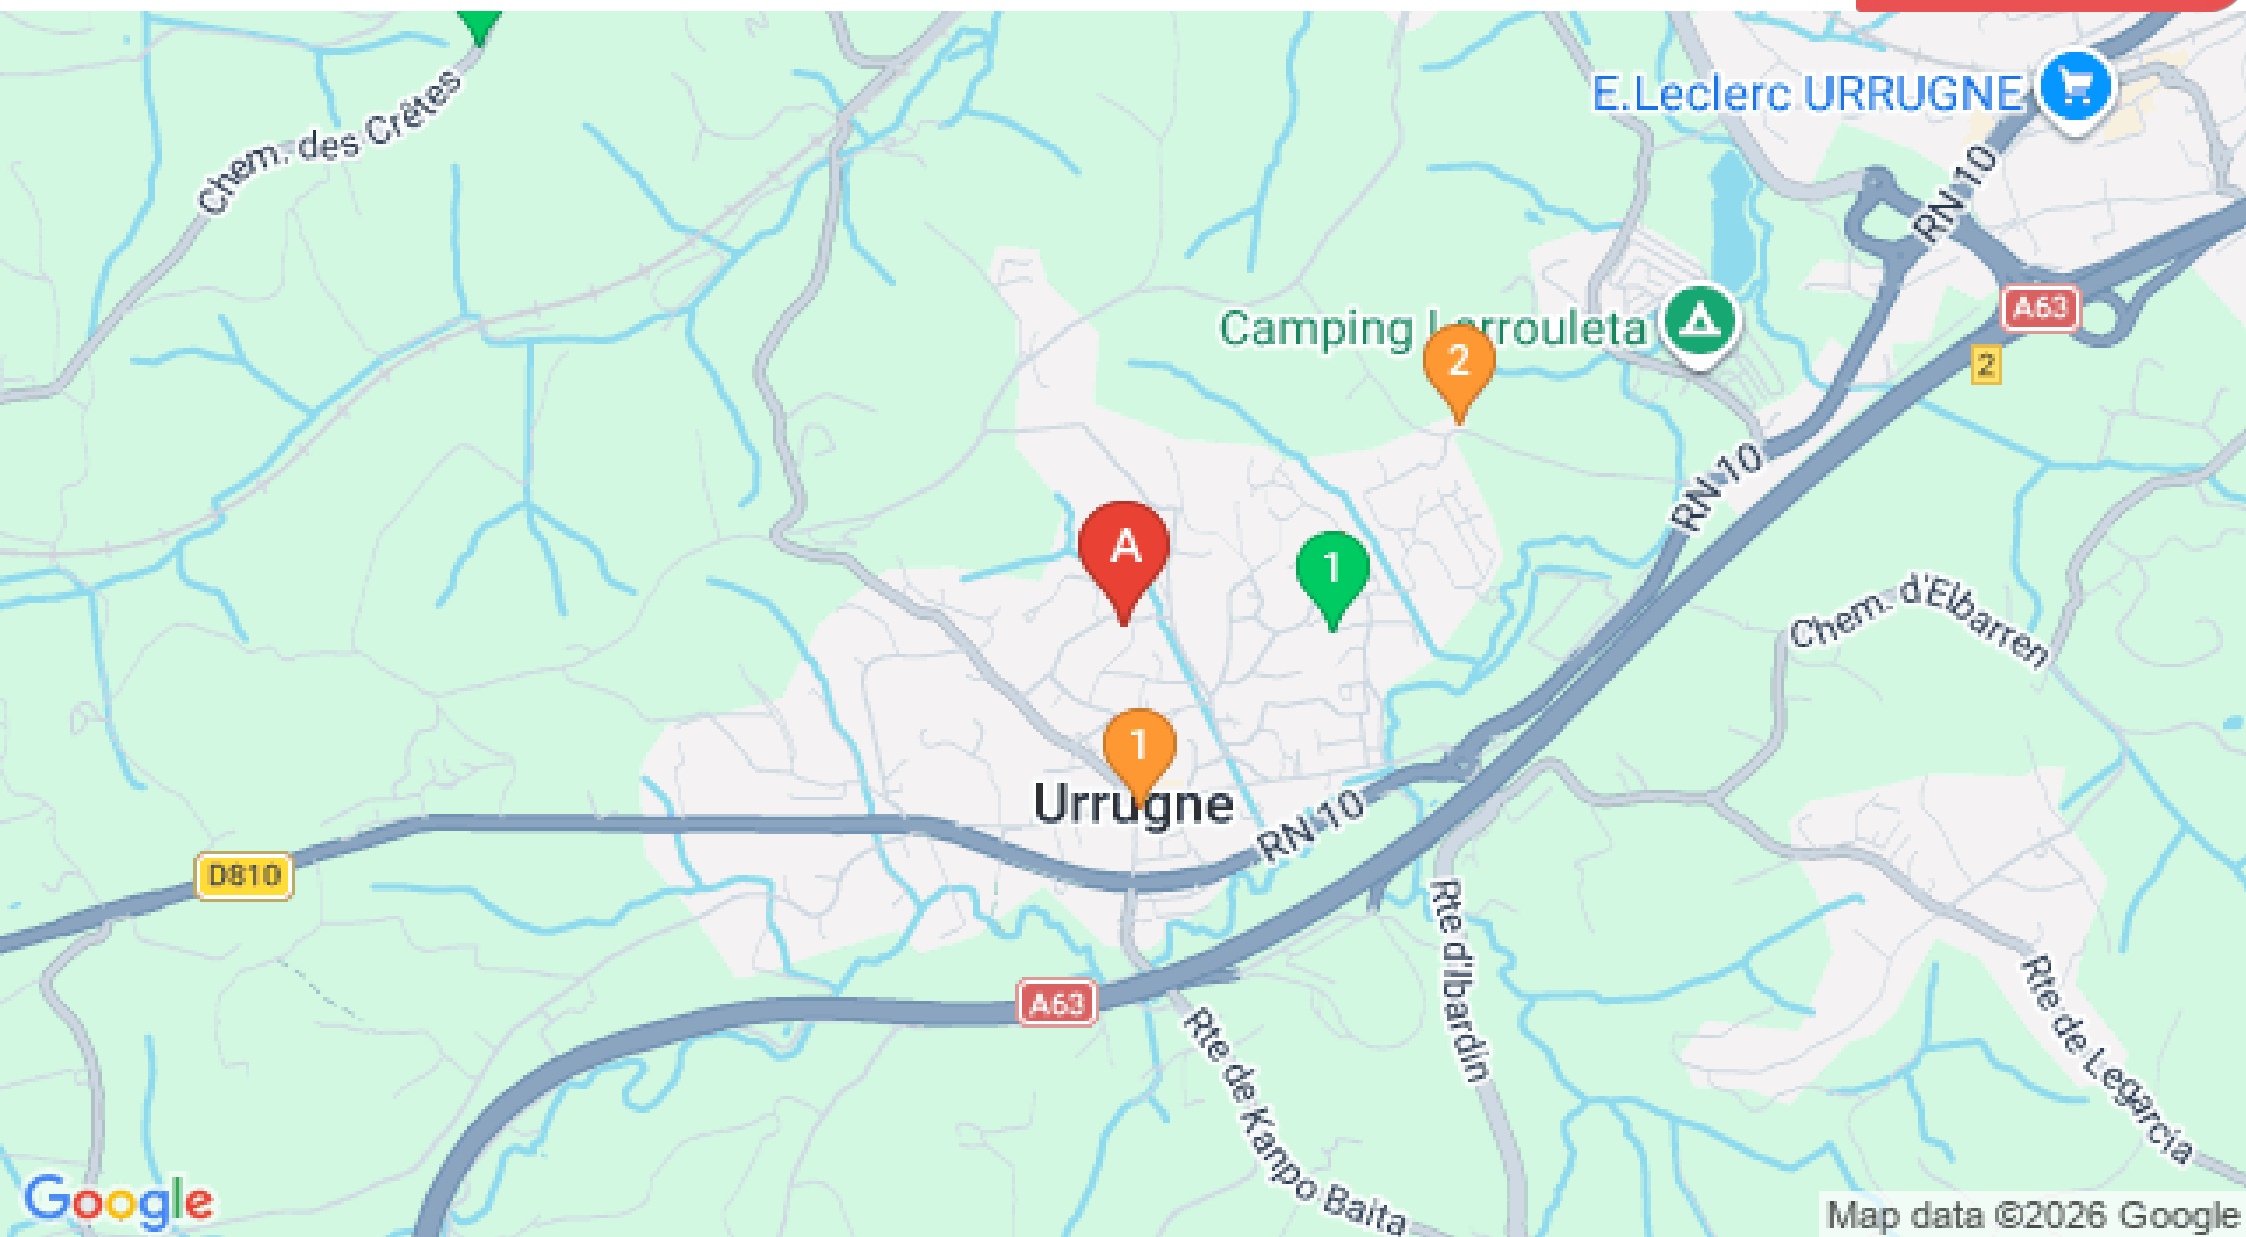 Chem. des Crêtes
E.Leclerc URRUGNE
RN 10
A63
2
Camping Larrouleta
2
RN 10
A
1
Chem. d'Elbarren
1
Urrugne
RN 10
D810
A63
Rte d'Ibardin
Rte de Kanpo Baita
Rte de Legarcia
Google
Map data ©2026 Google